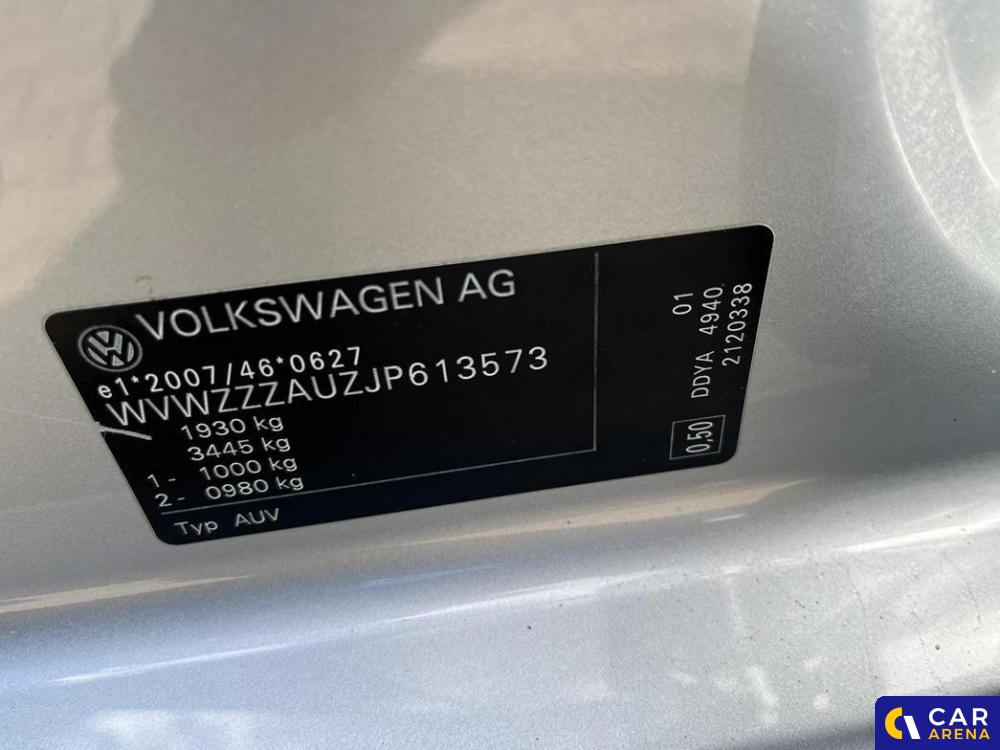 VOLKSWAGEN AG
e1*2007/46*0627
WVWZZZAUZJP613573
1930 kg
3445 kg
1- 1000 kg
2- 0980 kg
Typ AUV
01
DDYA 4940
2120338
0,50
CAR
ARENA